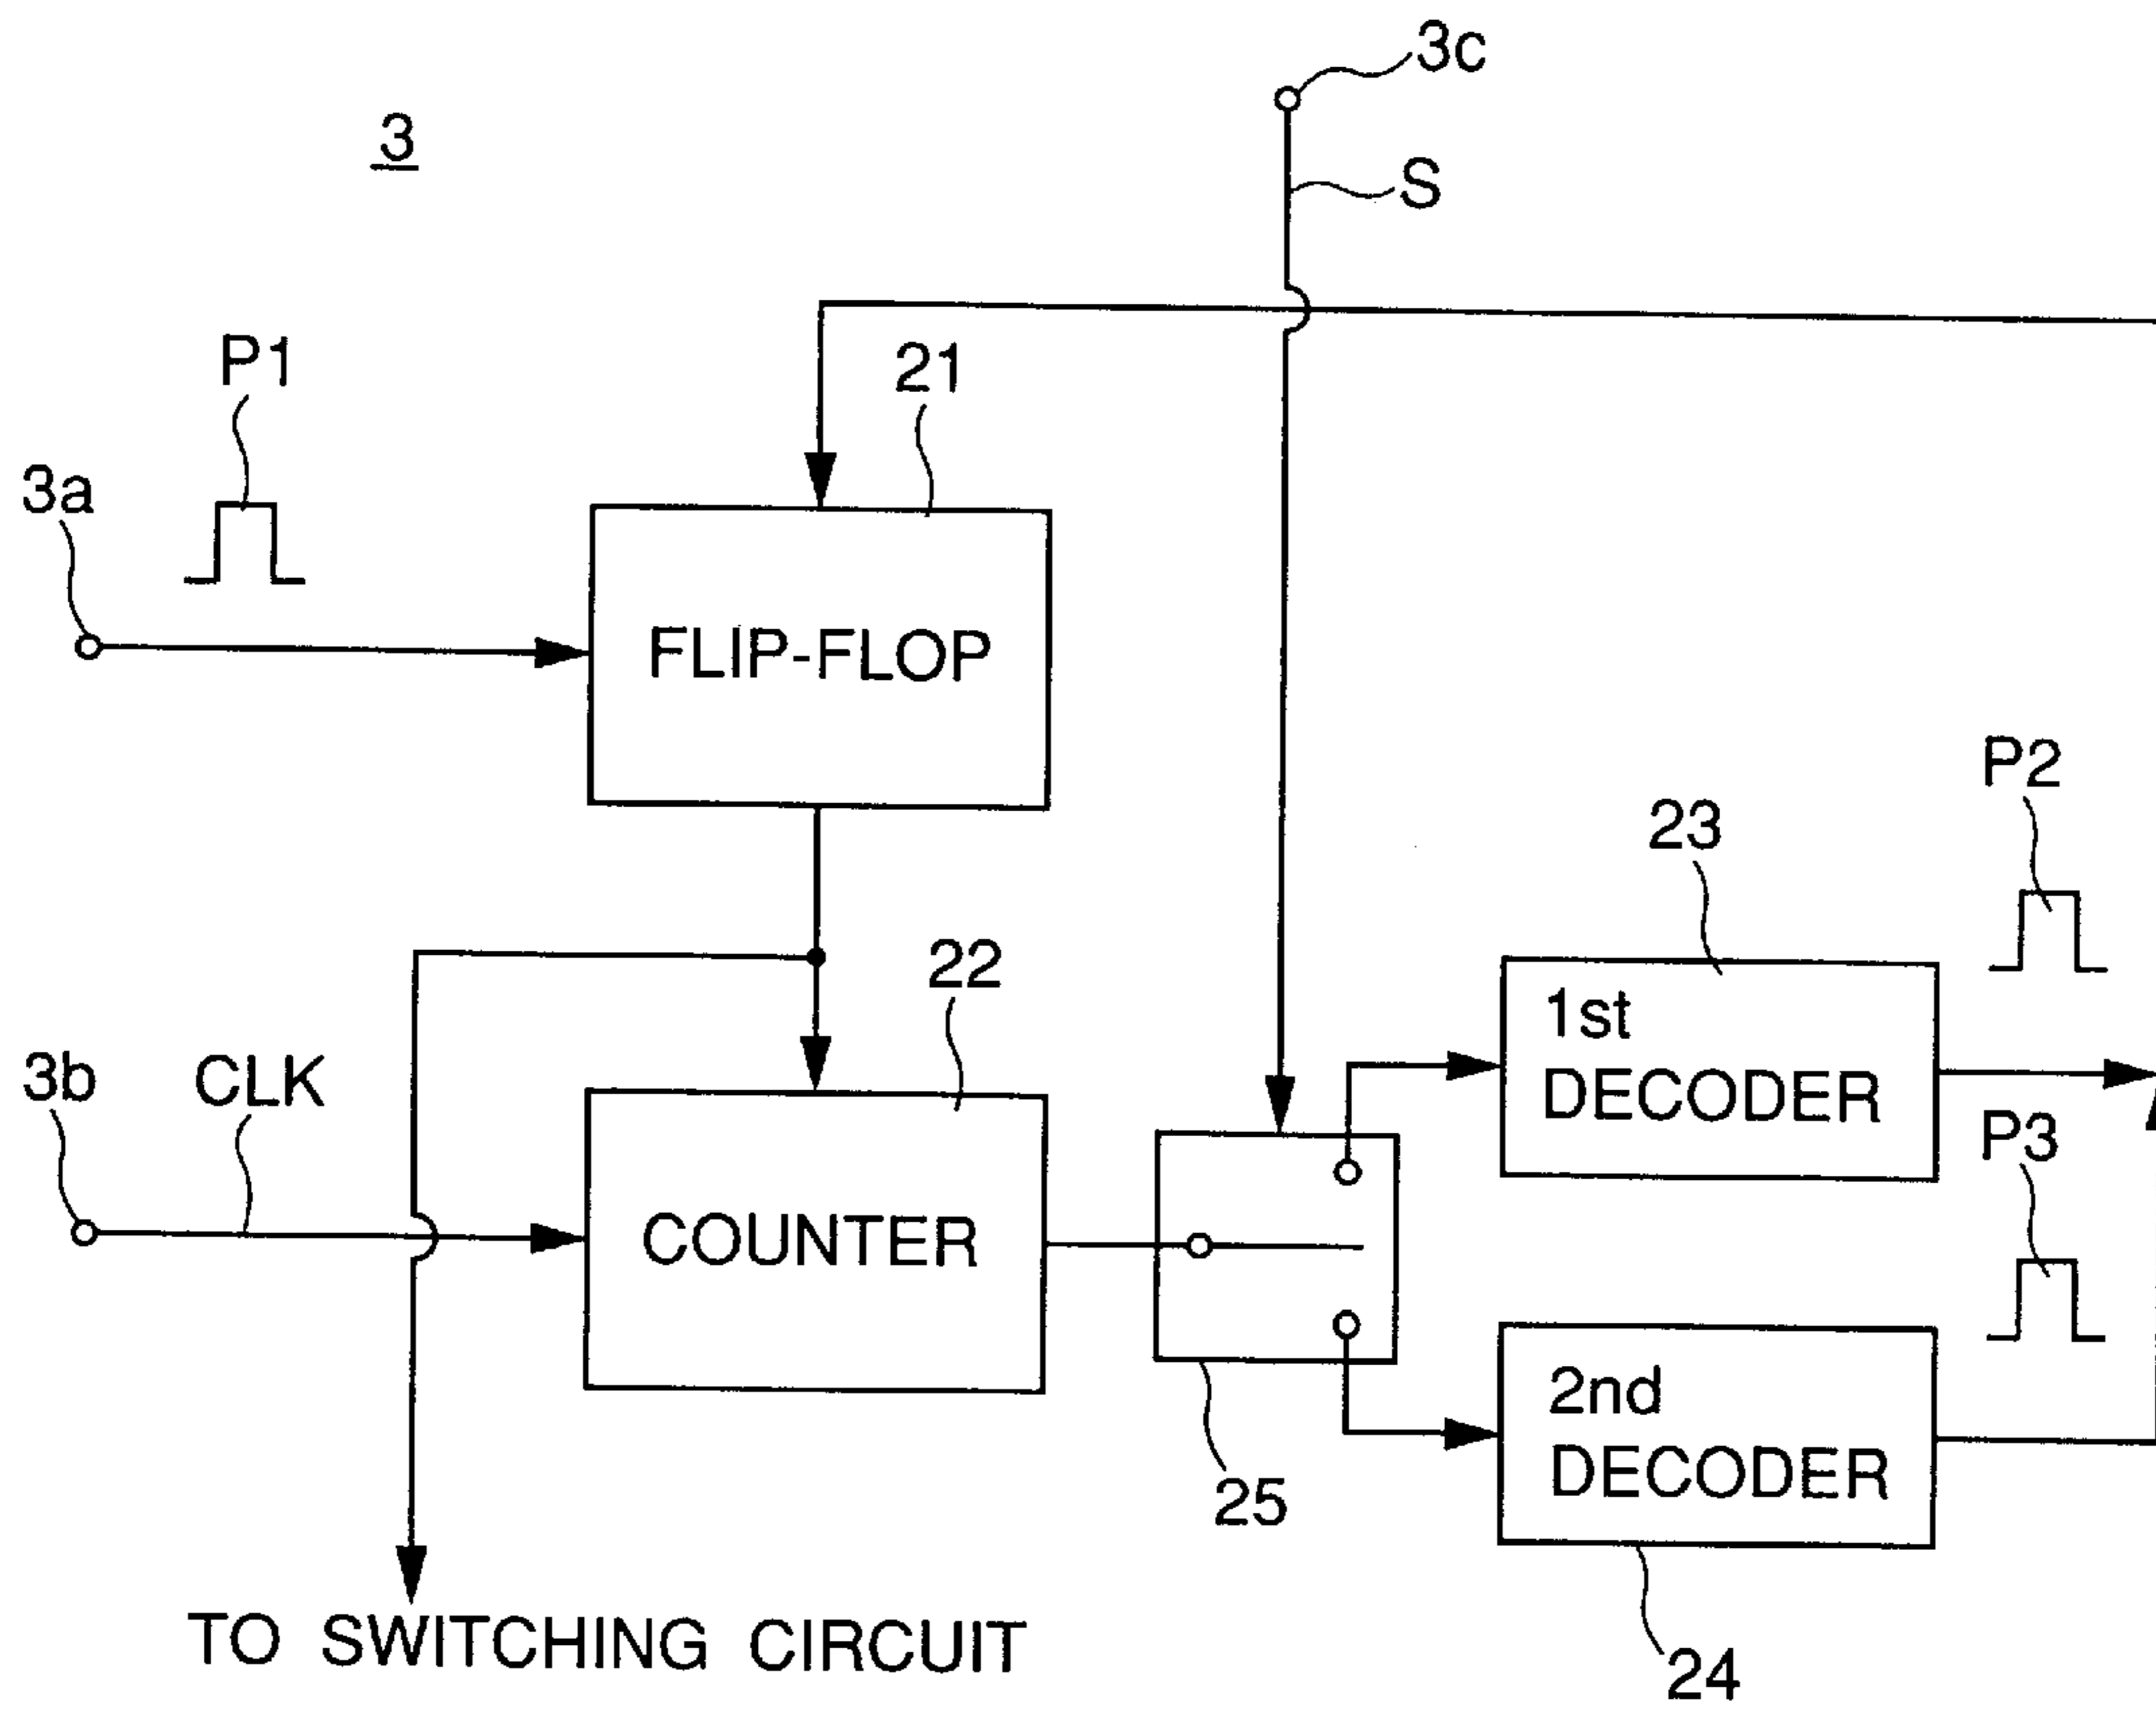 3c
3
S
P1
21
3a
FLIP-FLOP
P2
23
22
1st
DECODER
3b
CLK
P3
COUNTER
2nd
DECODER
25
TO SWITCHING CIRCUIT
24